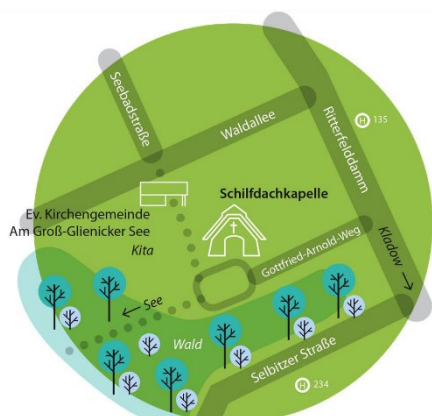 Seebadstraße
Waldallee
Ritterfelddamm
H 135
Schilfdachkapelle
Ev. Kirchengemeinde
Am Groß-Glienicker See
Kita
Gottfried-Arnold-Weg
Kladow →
← See
Wald
Selbitzer Straße
H 234